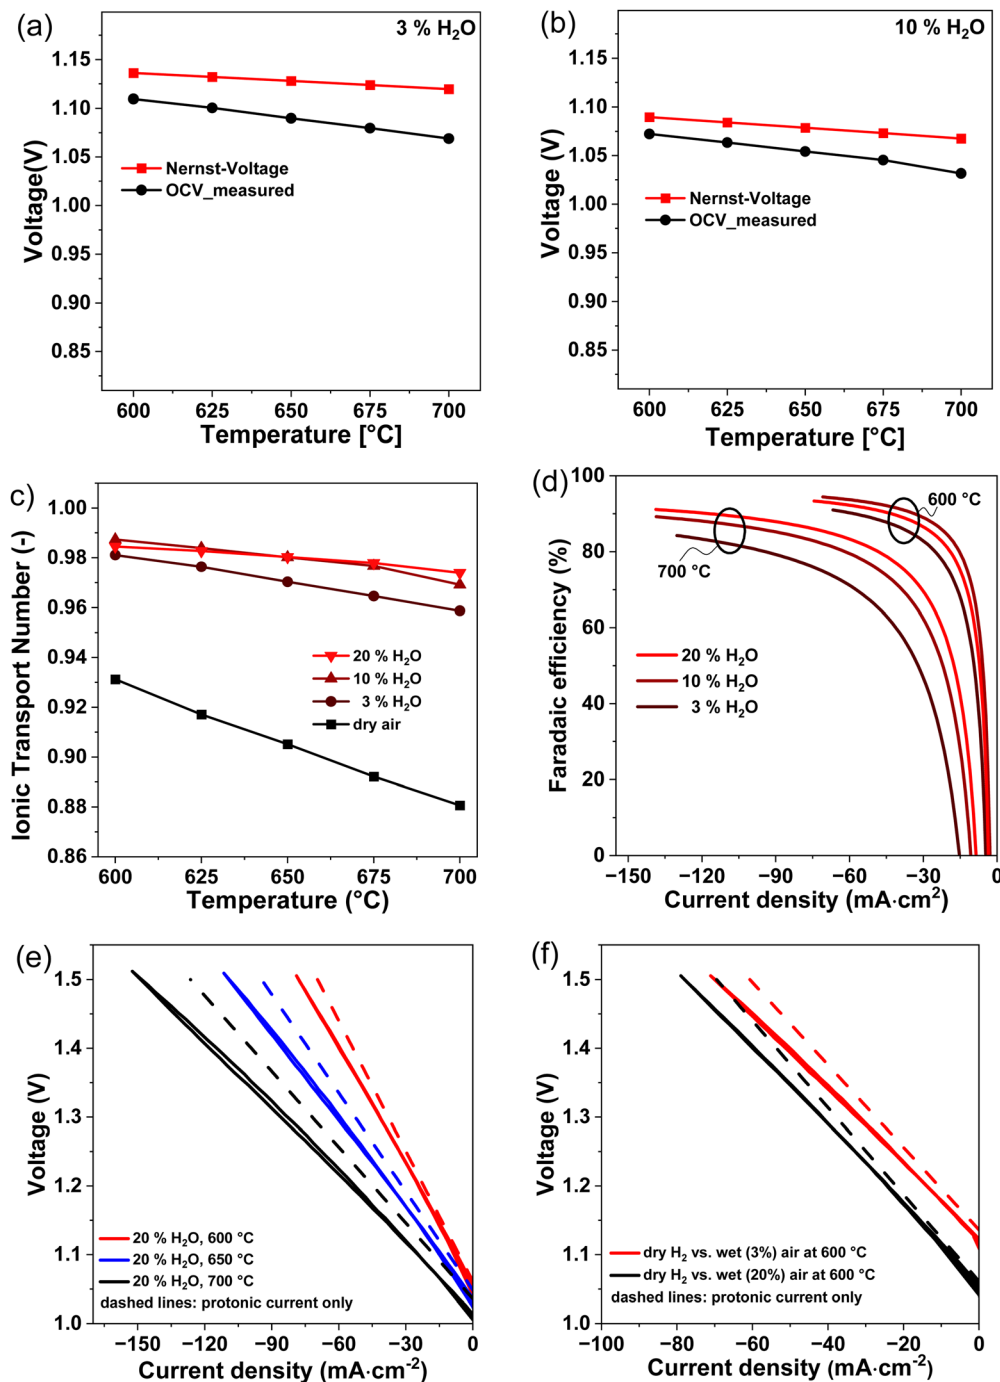 (a)
3 % H₂O
Voltage(V)
1.15
1.10
1.05
1.00
0.95
0.90
0.85
Nernst-Voltage
OCV_measured
600 625 650 675 700
Temperature [°C]
(b)
10 % H₂O
Voltage (V)
1.15
1.10
1.05
1.00
0.95
0.90
0.85
Nernst-Voltage
OCV_measured
600 625 650 675 700
Temperature [°C]
c)
Ionic Transport Number (-)
1.00
0.98
0.96
0.94
0.92
0.90
0.88
0.86
20 % H₂O
10 % H₂O
3 % H₂O
dry air
600 625 650 675 700
Temperature (°C)
(d)
Faradaic efficiency (%)
100
80
60
40
20
0
600 °C
700 °C
20 % H₂O
10 % H₂O
3 % H₂O
−150 −120 −90 −60 −30 0
Current density (mA·cm²)
(e)
Voltage (V)
1.5
1.4
1.3
1.2
1.1
1.0
20 % H₂O, 600 °C
20 % H₂O, 650 °C
20 % H₂O, 700 °C
dashed lines: protonic current only
−150 −120 −90 −60 −30 0
Current density (mA·cm⁻²)
(f)
Voltage (V)
1.5
1.4
1.3
1.2
1.1
1.0
dry H₂ vs. wet (3%) air at 600 °C
dry H₂ vs. wet (20%) air at 600 °C
dashed lines: protonic current only
−100 −80 −60 −40 −20 0
Current density (mA·cm⁻²)